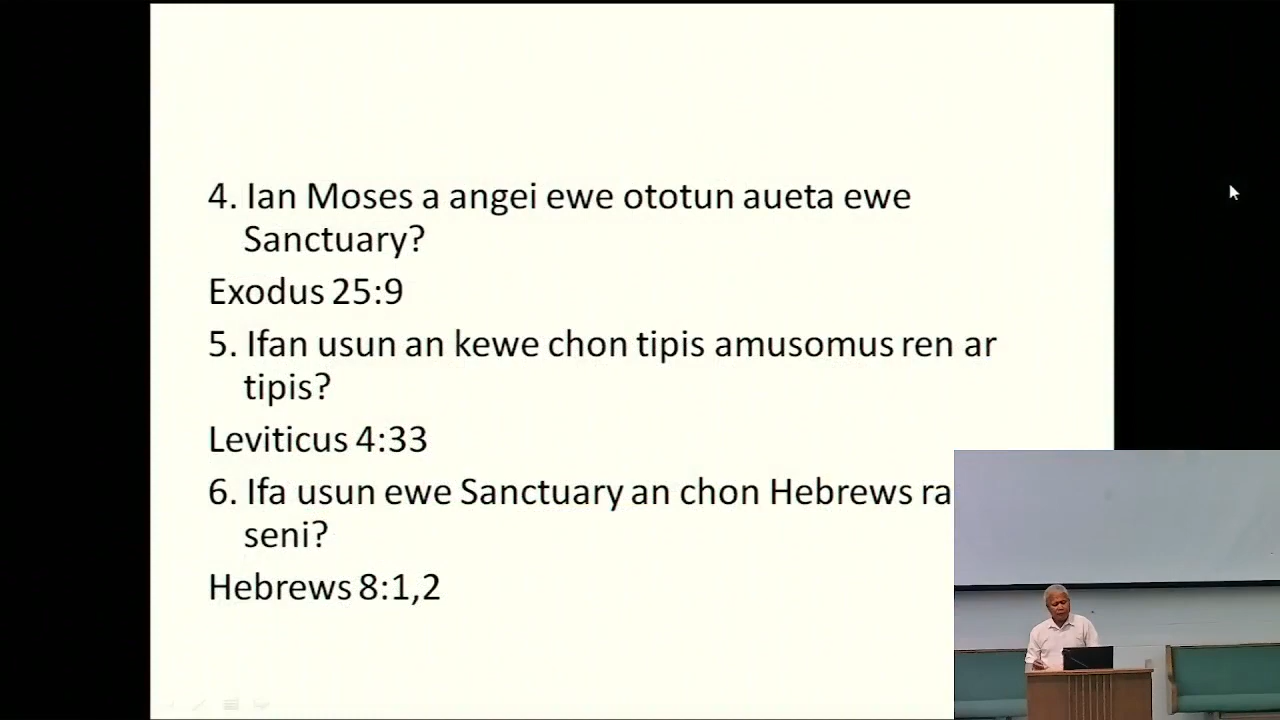 4. Ian Moses a angei ewe ototun aueta ewe
Sanctuary?
Exodus 25:9
5. Ifan usun an kewe chon tipis amusomus ren ar
tipis?
Leviticus 4:33
6. Ifa usun ewe Sanctuary an chon Hebrews ra
seni?
Hebrews 8:1,2